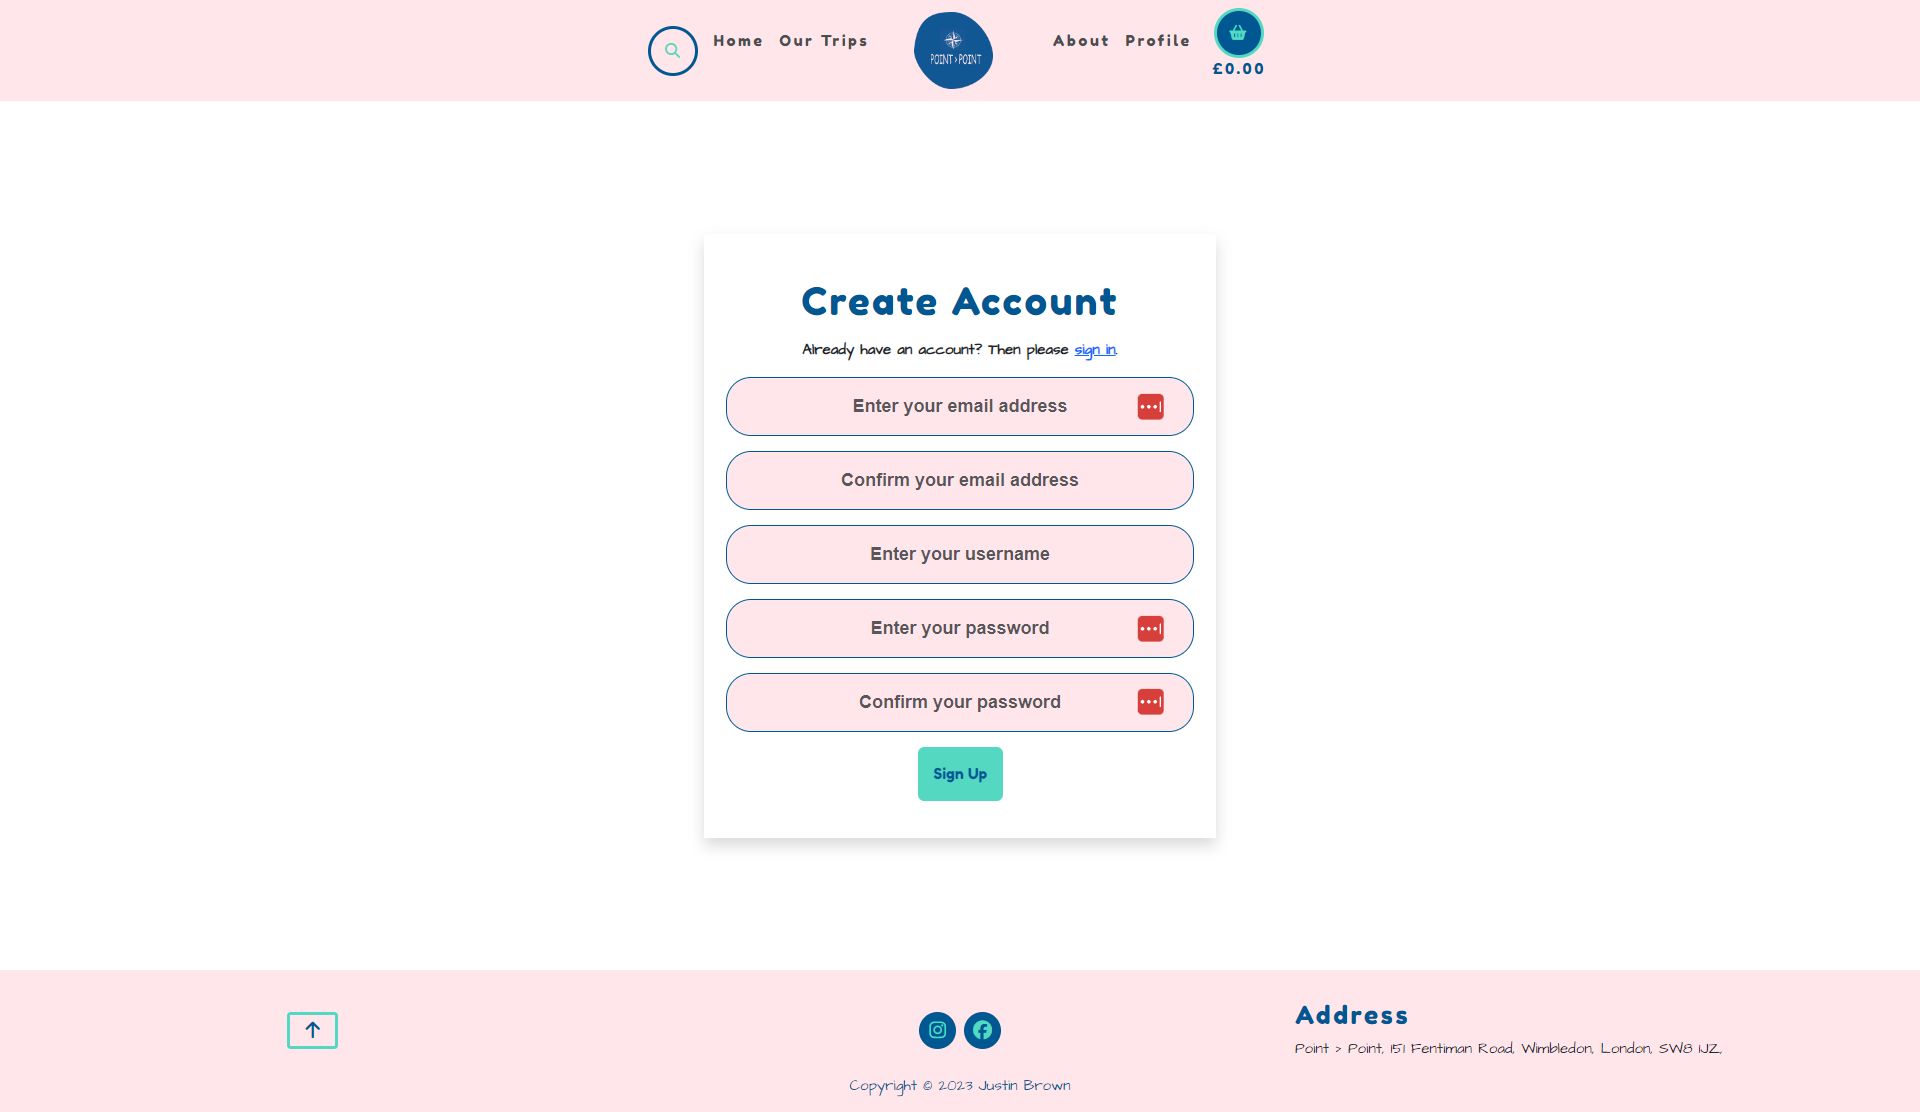 Home Our Trips
POINT > POINT
About Profile
£0.00
Create Account
Already have an account? Then please sign in.
Enter your email address
Confirm your email address
Enter your username
Enter your password
Confirm your password
Sign Up
Address
Point > Point, 151 Fentiman Road, Wimbledon, London, SW8 1JZ,
Copyright © 2023 Justin Brown